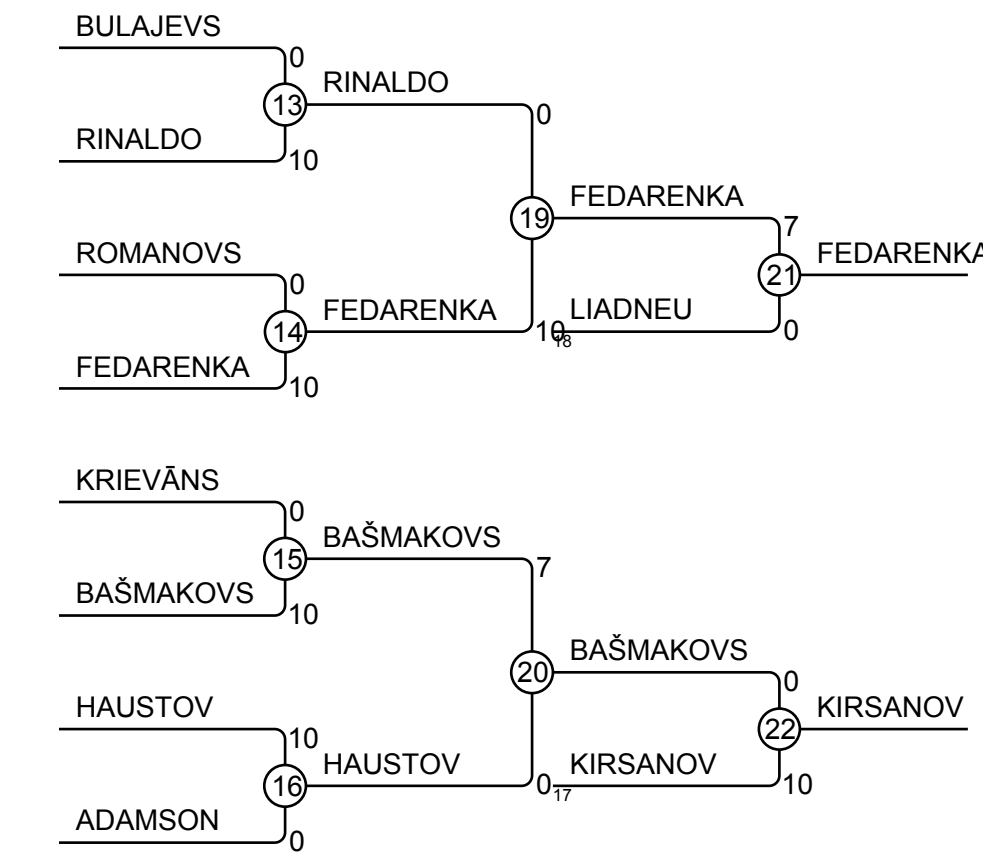 BULAJEVS
0
13
RINALDO
RINALDO
10
0
19
FEDARENKA
ROMANOVS
0
14
FEDARENKA
FEDARENKA
10
10
18
LIADNEU
7
21
FEDARENKA
0
KRIEVĀNS
0
15
BAŠMAKOVS
BAŠMAKOVS
10
7
20
BAŠMAKOVS
HAUSTOV
10
16
HAUSTOV
ADAMSON
0
0
17
KIRSANOV
0
22
KIRSANOV
10